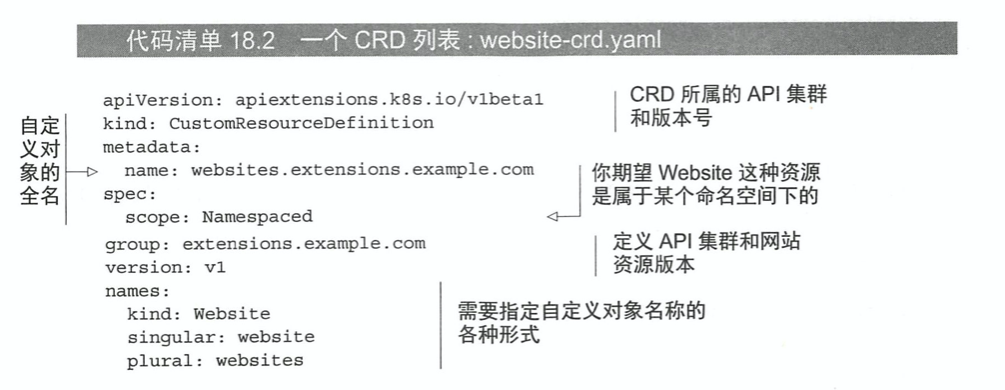 代码清单 18.2 一个 CRD 列表 : website-crd.yaml
apiVersion: apiextensions.k8s.io/v1beta1
kind: CustomResourceDefinition
metadata:
  name: websites.extensions.example.com
spec:
  scope: Namespaced
group: extensions.example.com
version: v1
names:
  kind: Website
  singular: website
  plural: websites
CRD 所属的 API 集群
和版本号
自定
义对
象的
全名
你期望 Website 这种资源
是属于某个命名空间下的
定义 API 集群和网站
资源版本
需要指定自定义对象名称的
各种形式